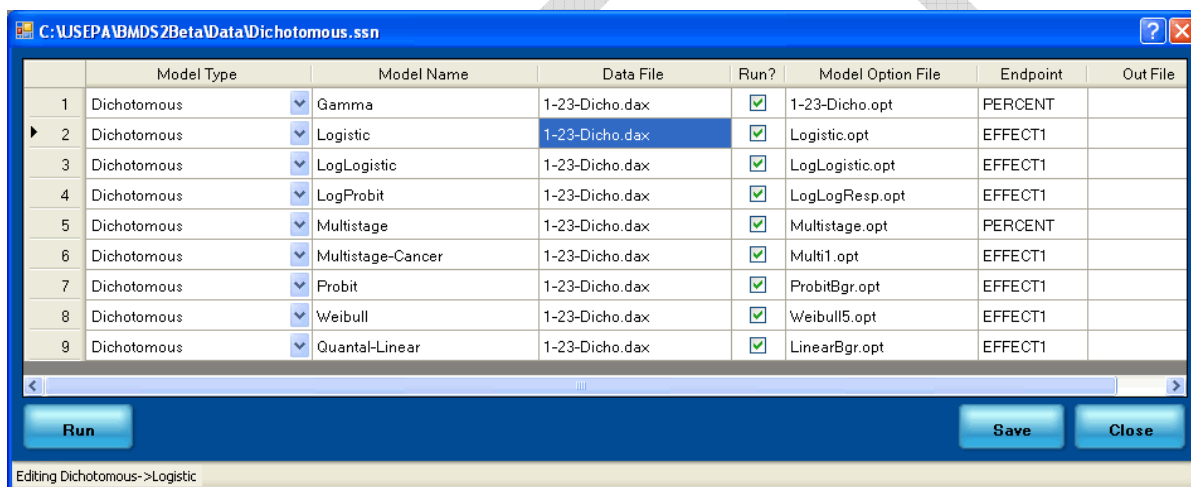 C:\USEPA\BMDS2Beta\Data\Dichotomous.ssn
Model Type Model Name Data File Run? Model Option File Endpoint Out File
1 Dichotomous Gamma 1-23-Dicho.dax 1-23-Dicho.opt PERCENT
2 Dichotomous Logistic 1-23-Dicho.dax Logistic.opt EFFECT1
3 Dichotomous LogLogistic 1-23-Dicho.dax LogLogistic.opt EFFECT1
4 Dichotomous LogProbit 1-23-Dicho.dax LogLogResp.opt EFFECT1
5 Dichotomous Multistage 1-23-Dicho.dax Multistage.opt PERCENT
6 Dichotomous Multistage-Cancer 1-23-Dicho.dax Multi1.opt EFFECT1
7 Dichotomous Probit 1-23-Dicho.dax ProbitBgr.opt EFFECT1
8 Dichotomous Weibull 1-23-Dicho.dax Weibull5.opt EFFECT1
9 Dichotomous Quantal-Linear 1-23-Dicho.dax LinearBgr.opt EFFECT1
Run Save Close
Editing Dichotomous->Logistic